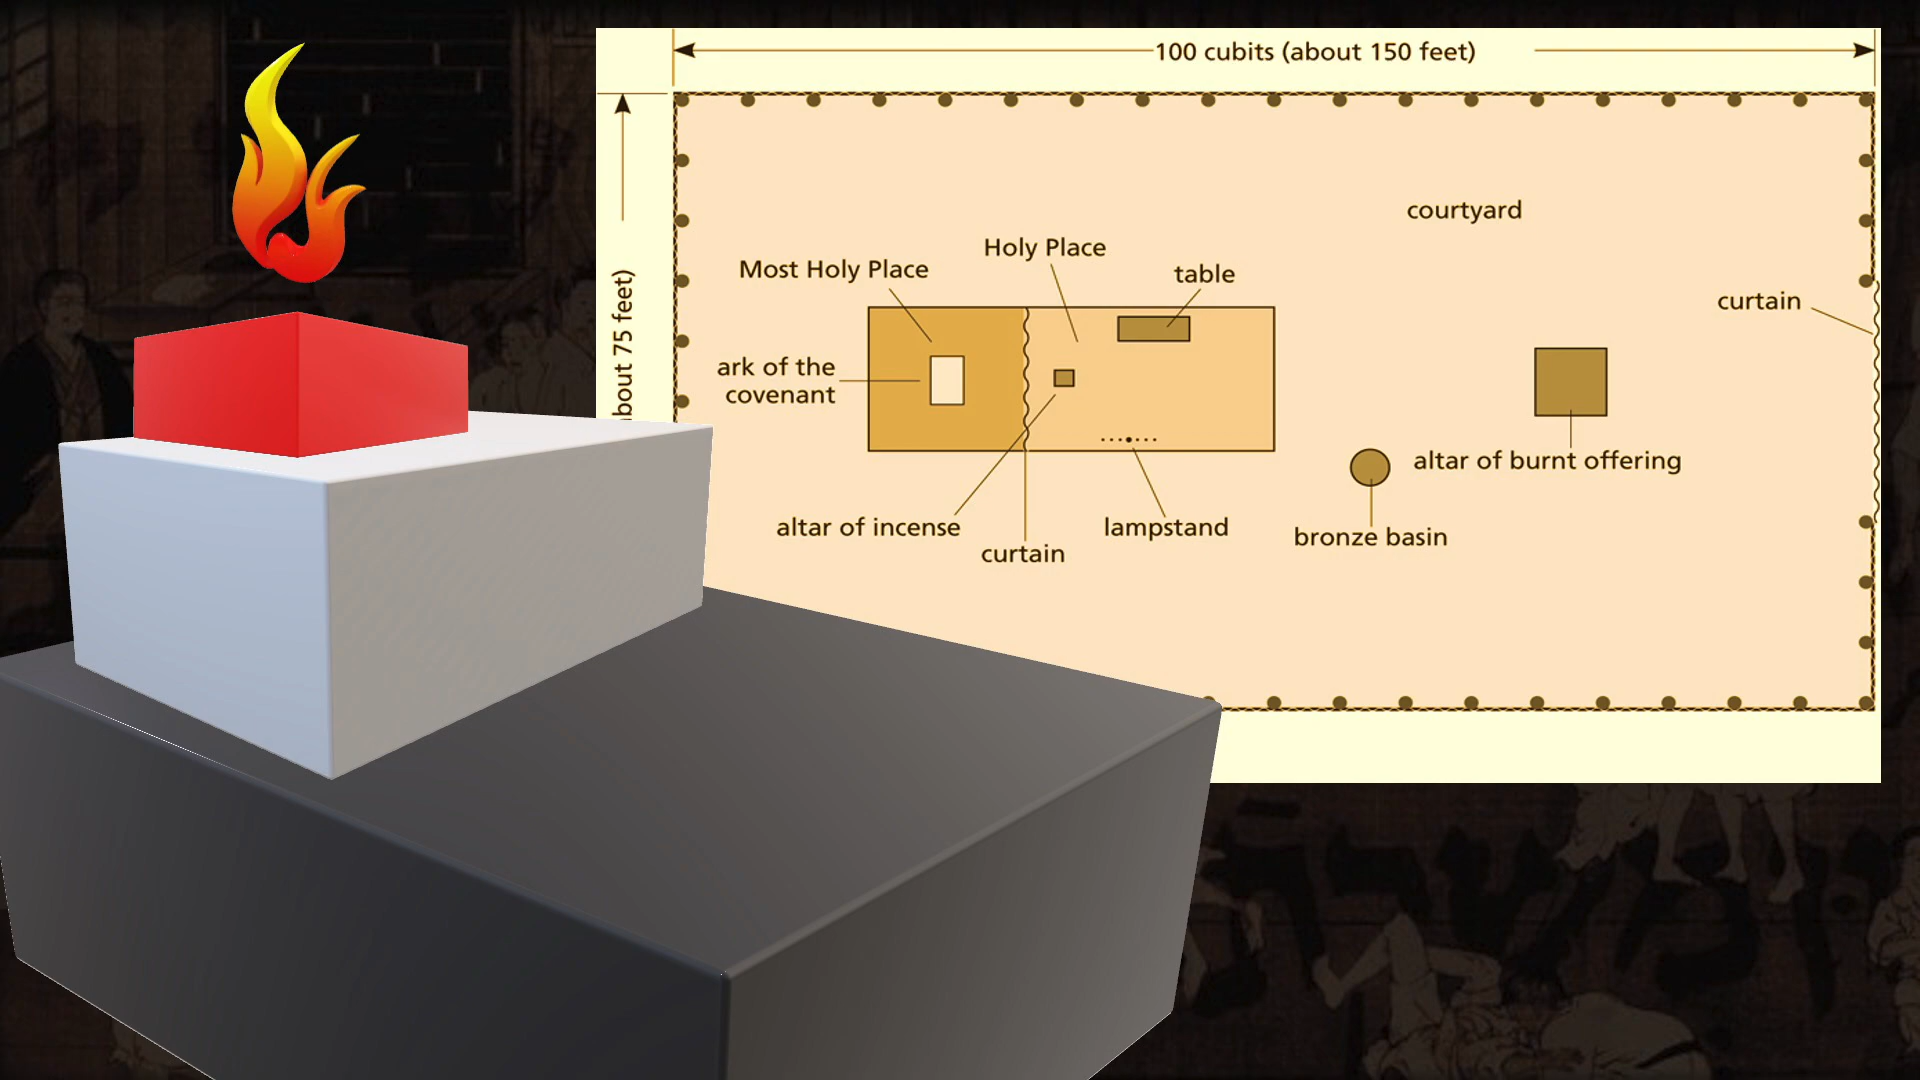 100 cubits (about 150 feet)
courtyard
Holy Place
Most Holy Place
table
curtain
about 75 feet)
ark of the
covenant
altar of burnt offering
altar of incense
lampstand
bronze basin
curtain